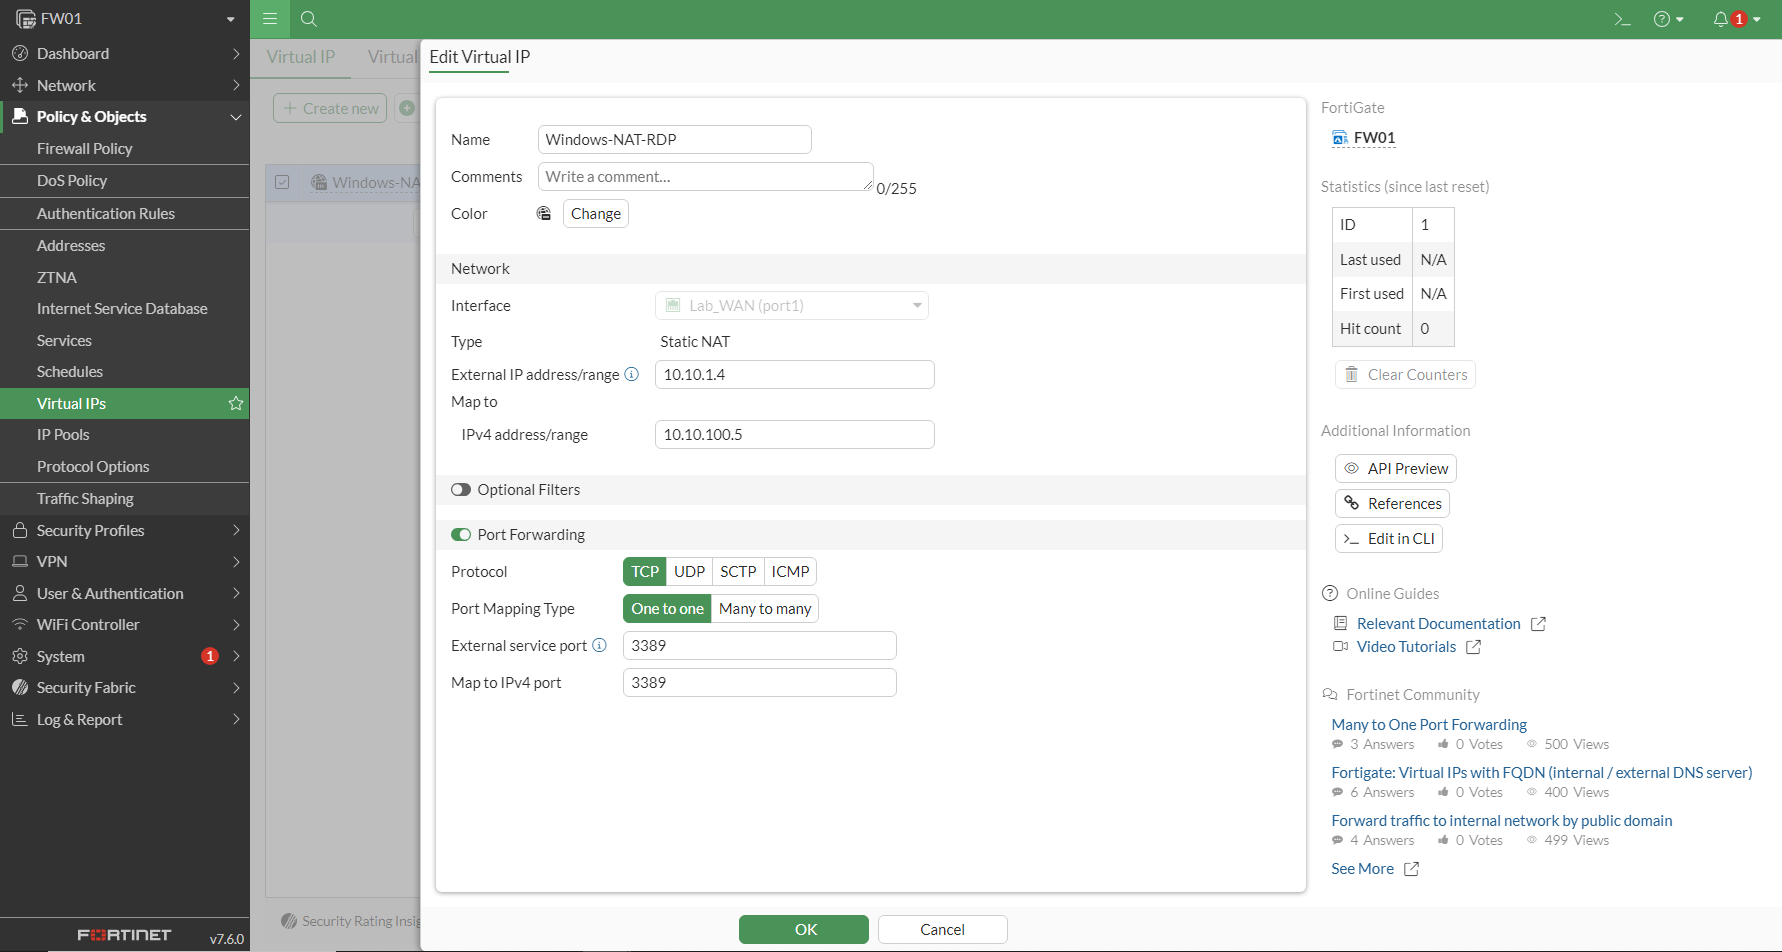 FW01
Dashboard
Network
Policy & Objects
Firewall Policy
DoS Policy
Authentication Rules
Addresses
ZTNA
Internet Service Database
Services
Schedules
Virtual IPs
IP Pools
Protocol Options
Traffic Shaping
Security Profiles
VPN
User & Authentication
WiFi Controller
System 1
Security Fabric
Log & Report
FORTINET v7.6.0
1
Virtual IP Virtual
Create new
Windows-NA
Security Rating Insig
Edit Virtual IP
Name Windows-NAT-RDP
Comments Write a comment... 0/255
Color Change
Network
Interface Lab_WAN (port1)
Type Static NAT
External IP address/range 10.10.1.4
Map to
IPv4 address/range 10.10.100.5
Optional Filters
Port Forwarding
Protocol TCP UDP SCTP ICMP
Port Mapping Type One to one Many to many
External service port 3389
Map to IPv4 port 3389
OK Cancel
FortiGate
FW01
Statistics (since last reset)
ID 1
Last used N/A
First used N/A
Hit count 0
Clear Counters
Additional Information
API Preview
References
>_ Edit in CLI
Online Guides
Relevant Documentation
Video Tutorials
Fortinet Community
Many to One Port Forwarding
3 Answers 0 Votes 500 Views
Fortigate: Virtual IPs with FQDN (internal / external DNS server)
6 Answers 0 Votes 400 Views
Forward traffic to internal network by public domain
4 Answers 0 Votes 499 Views
See More